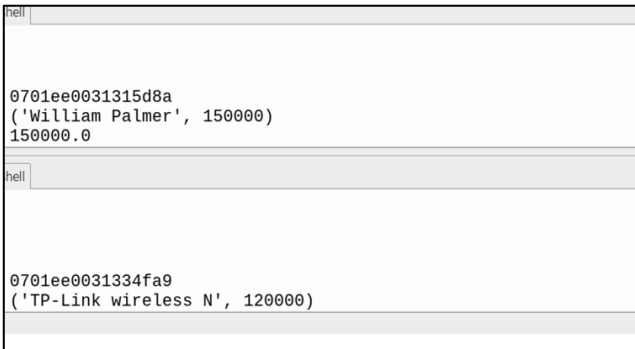 hell
0701ee0031315d8a
('William Palmer', 150000)
150000.0
hell
0701ee0031334fa9
('TP-Link wireless N', 120000)